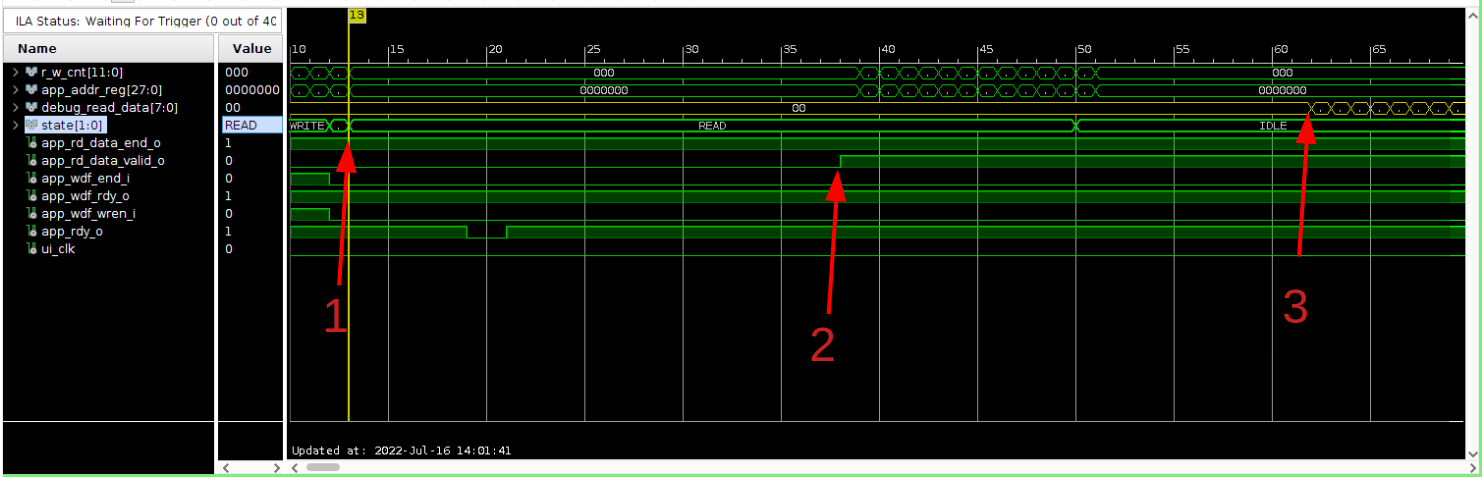 ILA Status: Waiting For Trigger (0 out of 40
13
Name Value
10 15 20 25 30 35 40 45 50 55 60 65
r_w_cnt[11:0] 000 000 000
app_addr_reg[27:0] 0000000 0000000 0000000
debug_read_data[7:0] 00 00
state[1:0] READ WRITE READ IDLE
app_rd_data_end_o 1
app_rd_data_valid_o 0
app_wdf_end_i 0
app_wdf_rdy_o 1
app_wdf_wren_i 0
app_rdy_o 1
ui_clk 0
1
2
3
Updated at: 2022-Jul-16 14:01:41